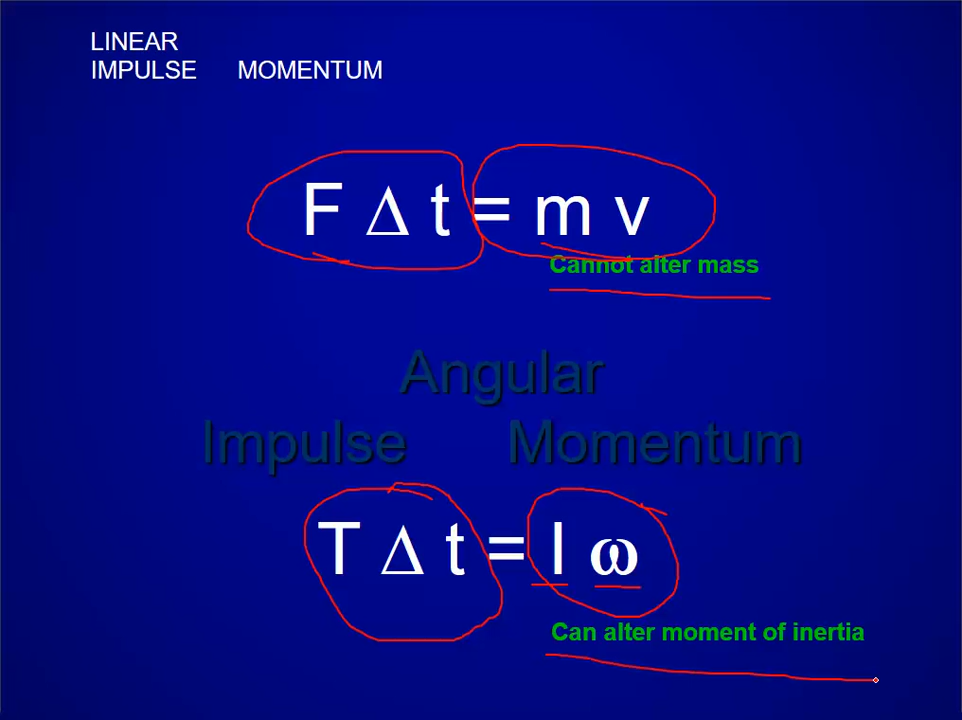 LINEAR
IMPULSE MOMENTUM
F Δ t = m v
Cannot alter mass
Angular
Impulse Momentum
T Δ t = I ω
Can alter moment of inertia